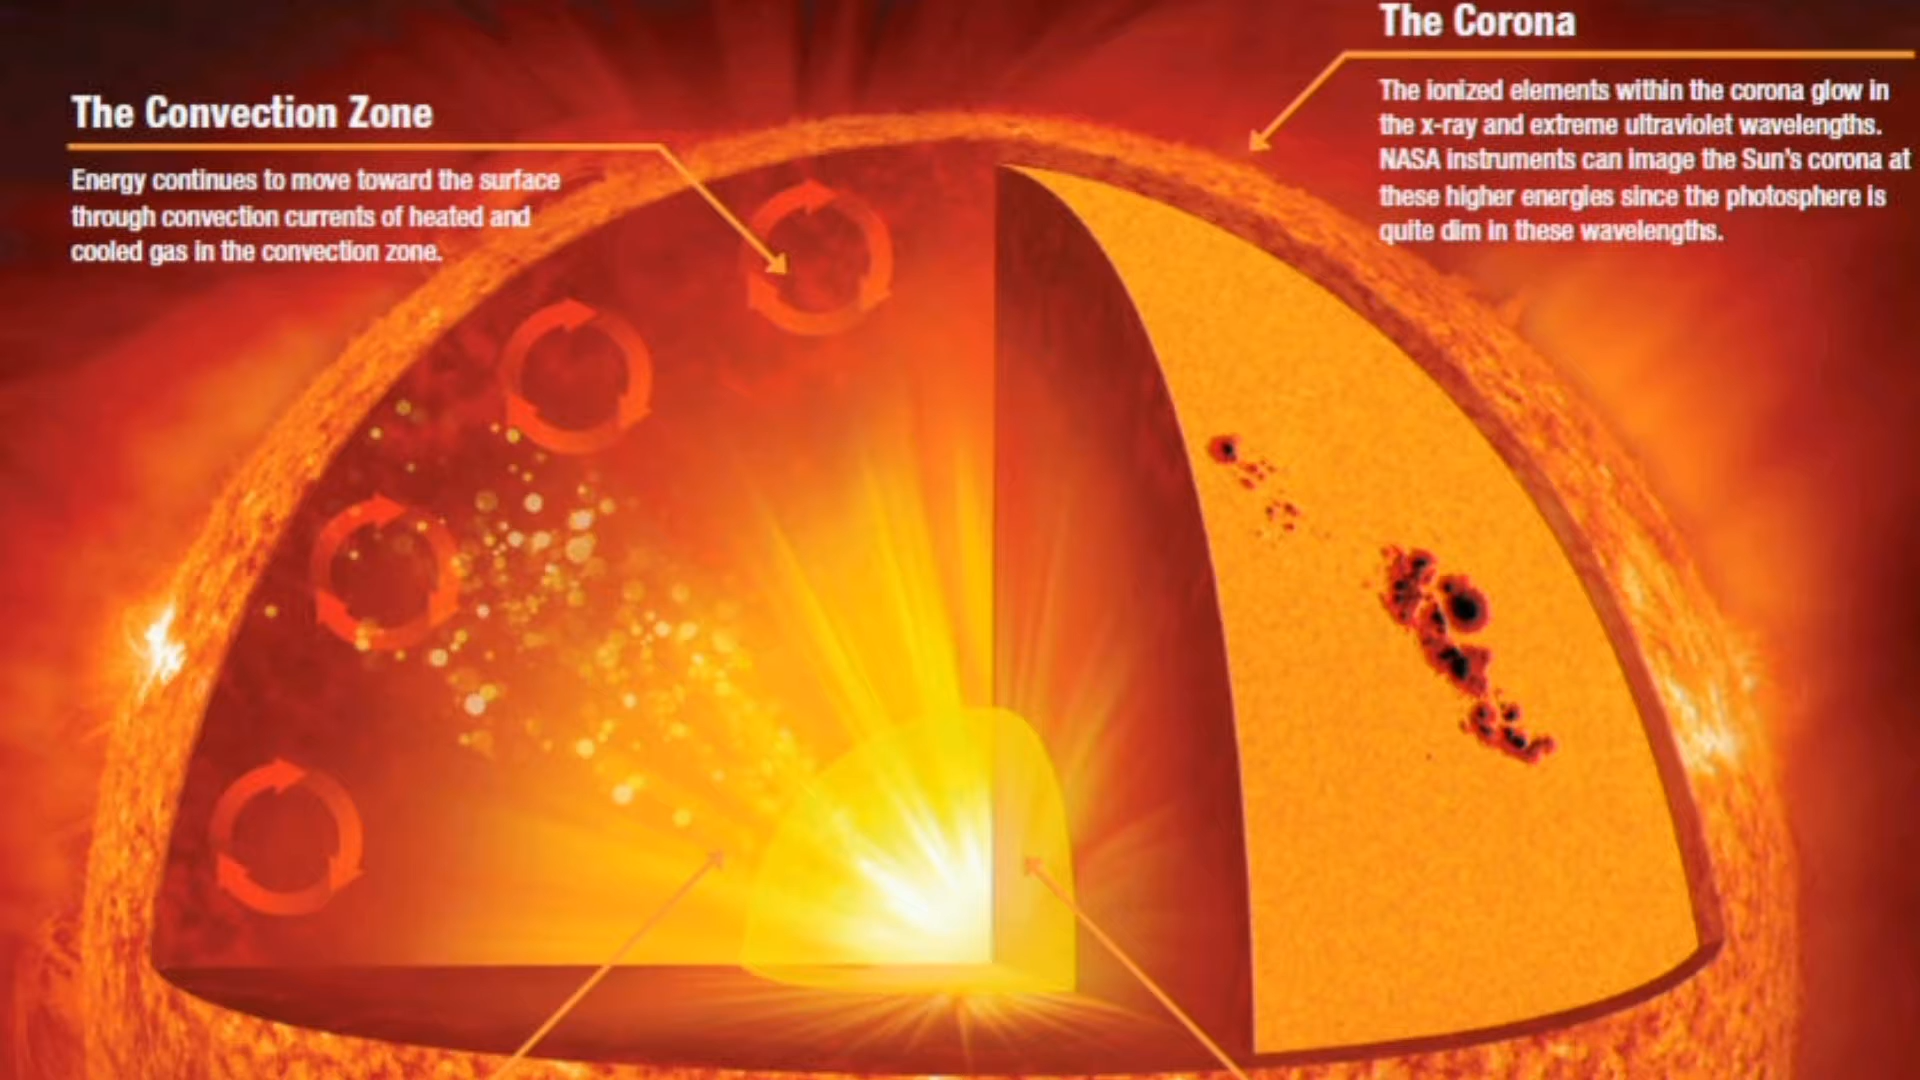 The Convection Zone
Energy continues to move toward the surface
through convection currents of heated and
cooled gas in the convection zone.
The Corona
The ionized elements within the corona glow in
the x-ray and extreme ultraviolet wavelengths.
NASA instruments can image the Sun's corona at
these higher energies since the photosphere is
quite dim in these wavelengths.